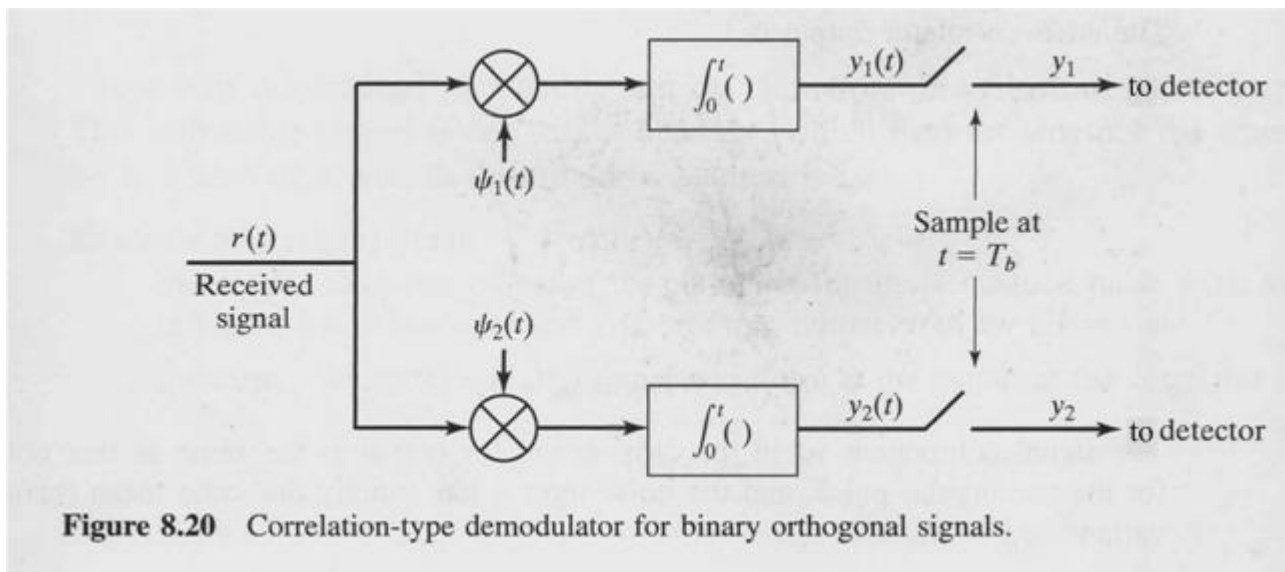 y₁(t)
y₁
∫₀ᵗ ( )
to detector
ψ₁(t)
r(t)
Received
signal
Sample at
t = T_b
ψ₂(t)
y₂(t)
y₂
∫₀ᵗ ( )
to detector
Figure 8.20 Correlation-type demodulator for binary orthogonal signals.